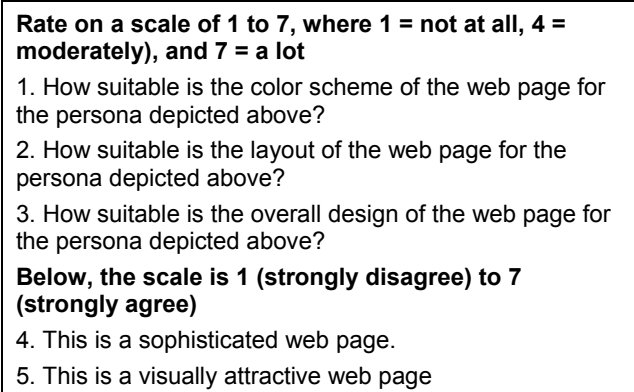 Rate on a scale of 1 to 7, where 1 = not at all, 4 =
moderately), and 7 = a lot
1. How suitable is the color scheme of the web page for
the persona depicted above?
2. How suitable is the layout of the web page for the
persona depicted above?
3. How suitable is the overall design of the web page for
the persona depicted above?
Below, the scale is 1 (strongly disagree) to 7
(strongly agree)
4. This is a sophisticated web page.
5. This is a visually attractive web page